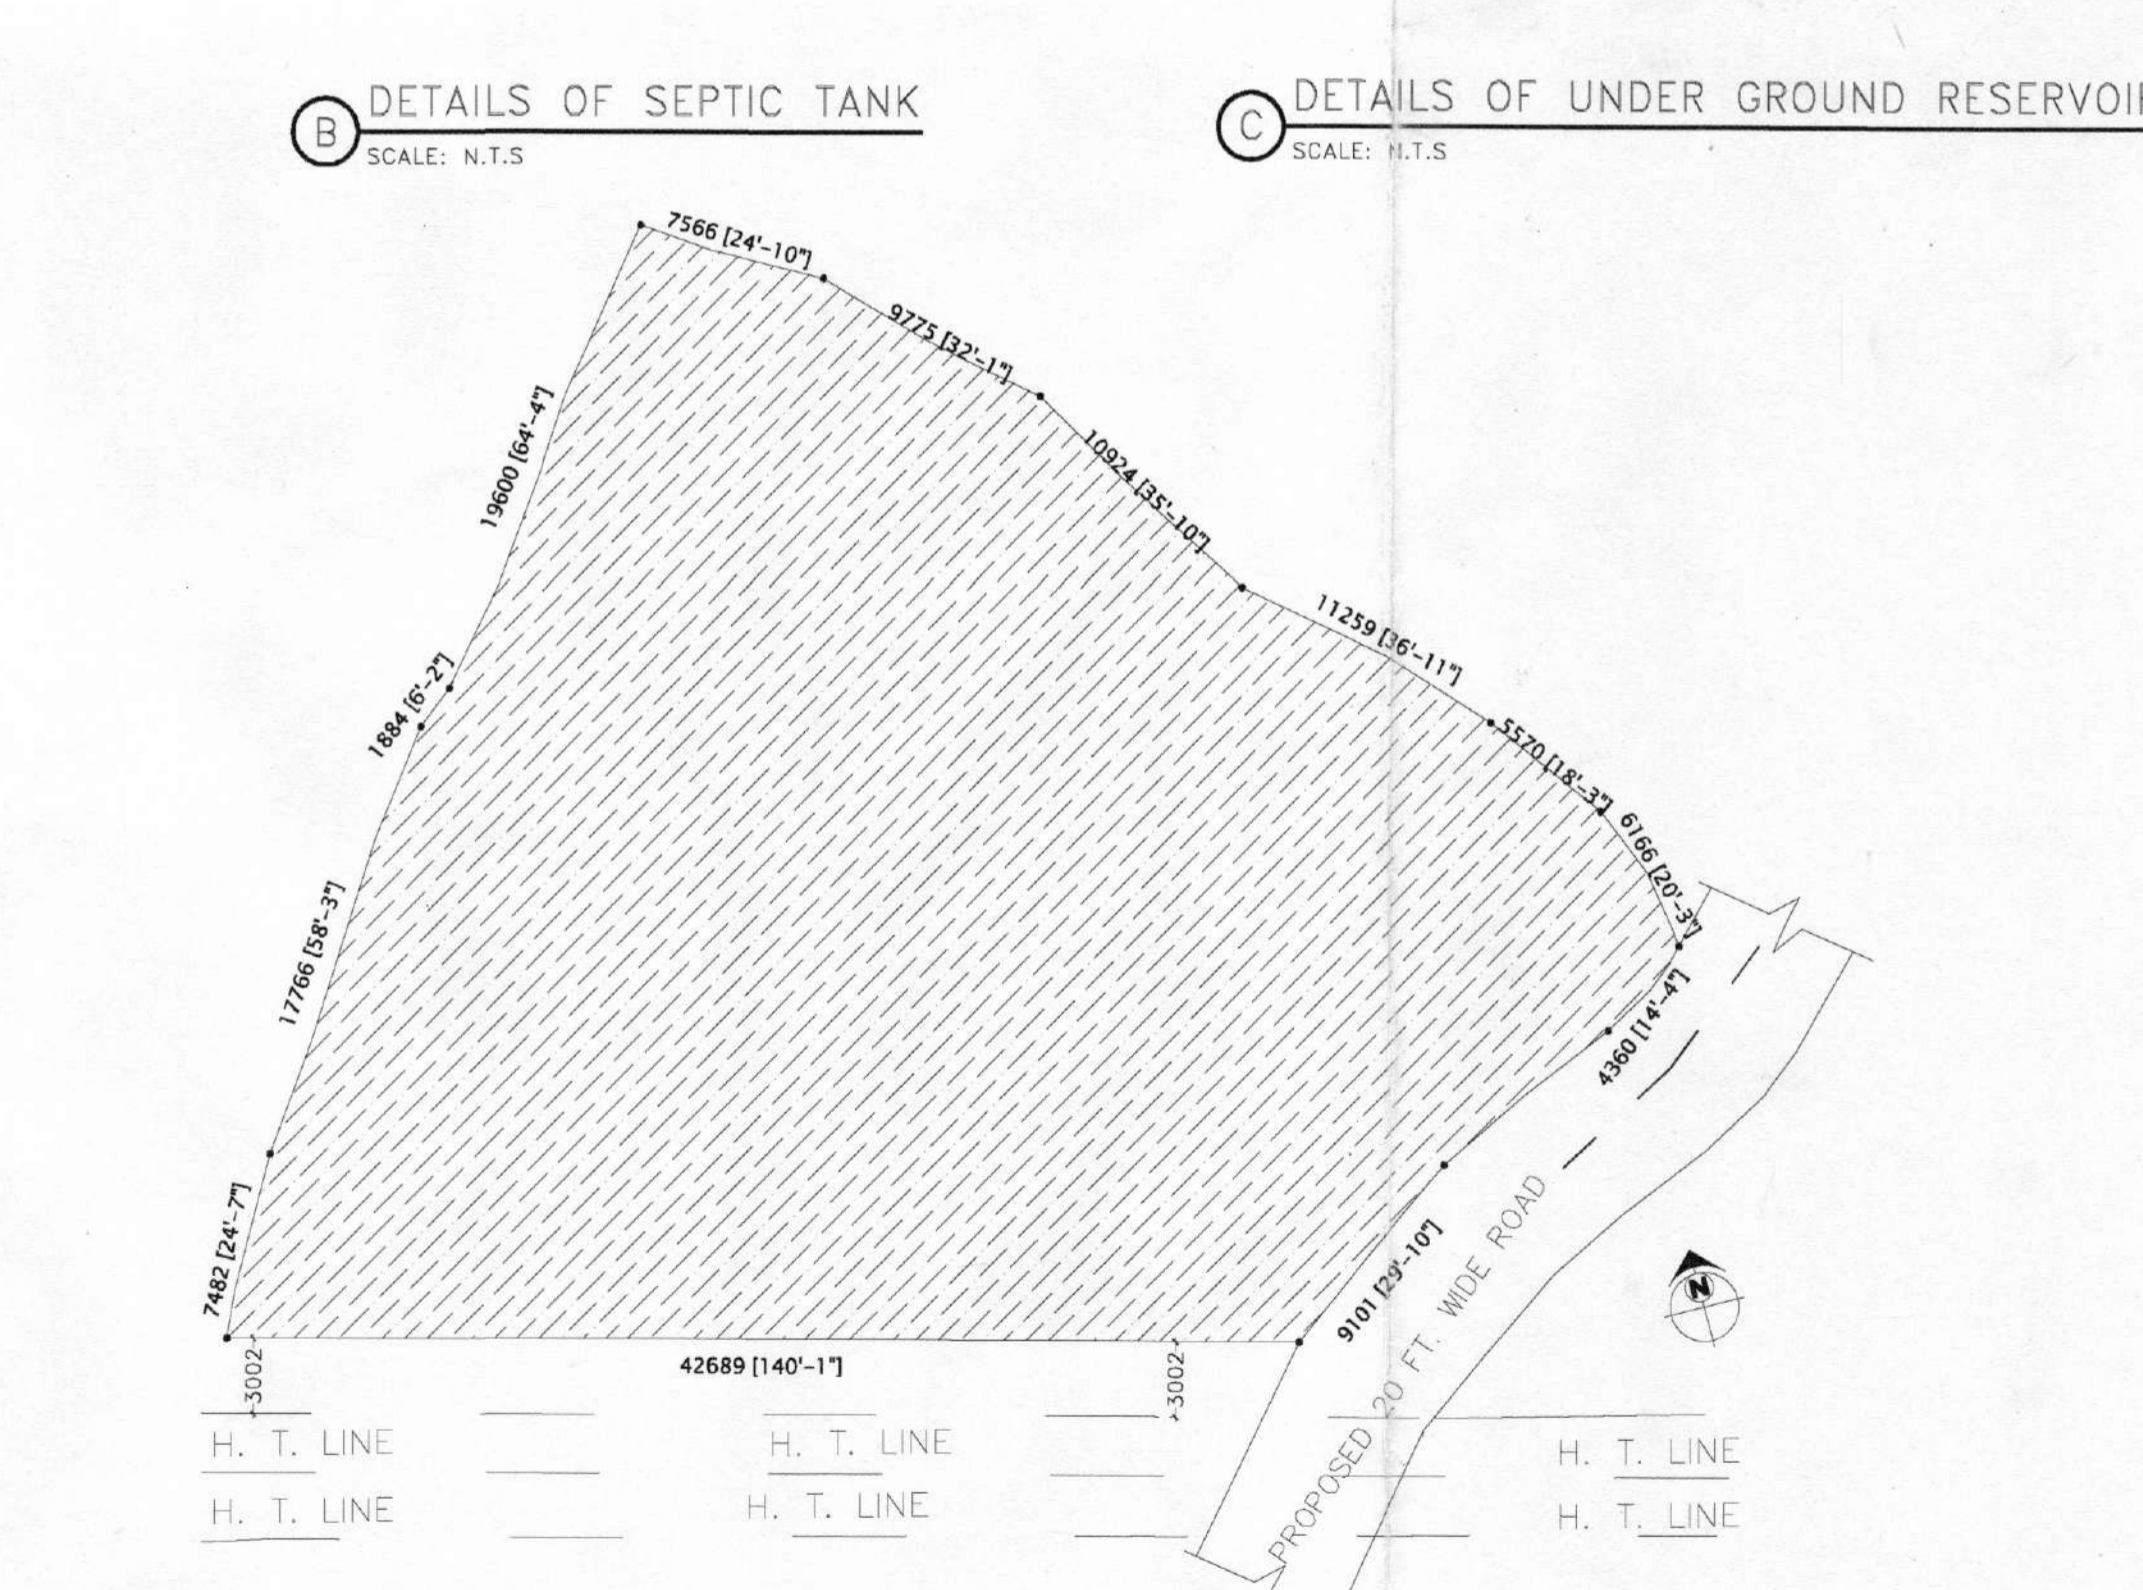 B
DETAILS OF SEPTIC TANK
SCALE: N.T.S
C
DETAILS OF UNDER GROUND RESERVOIR
SCALE: N.T.S
7566 [24'-10"]
9775 [32'-1"]
19600 [64'-4"]
10924 [35'-10"]
11259 [36'-11"]
1884 [6'-2"]
5570 [18'-3"]
6166 [20'-3"]
17766 [58'-3"]
4360 [14'-4"]
7482 [24'-7"]
9101 [29'-10"]
PROPOSED 20 FT. WIDE ROAD
N
42689 [140'-1"]
3002
3002
H. T. LINE
H. T. LINE
H. T. LINE
H. T. LINE
H. T. LINE
H. T. LINE